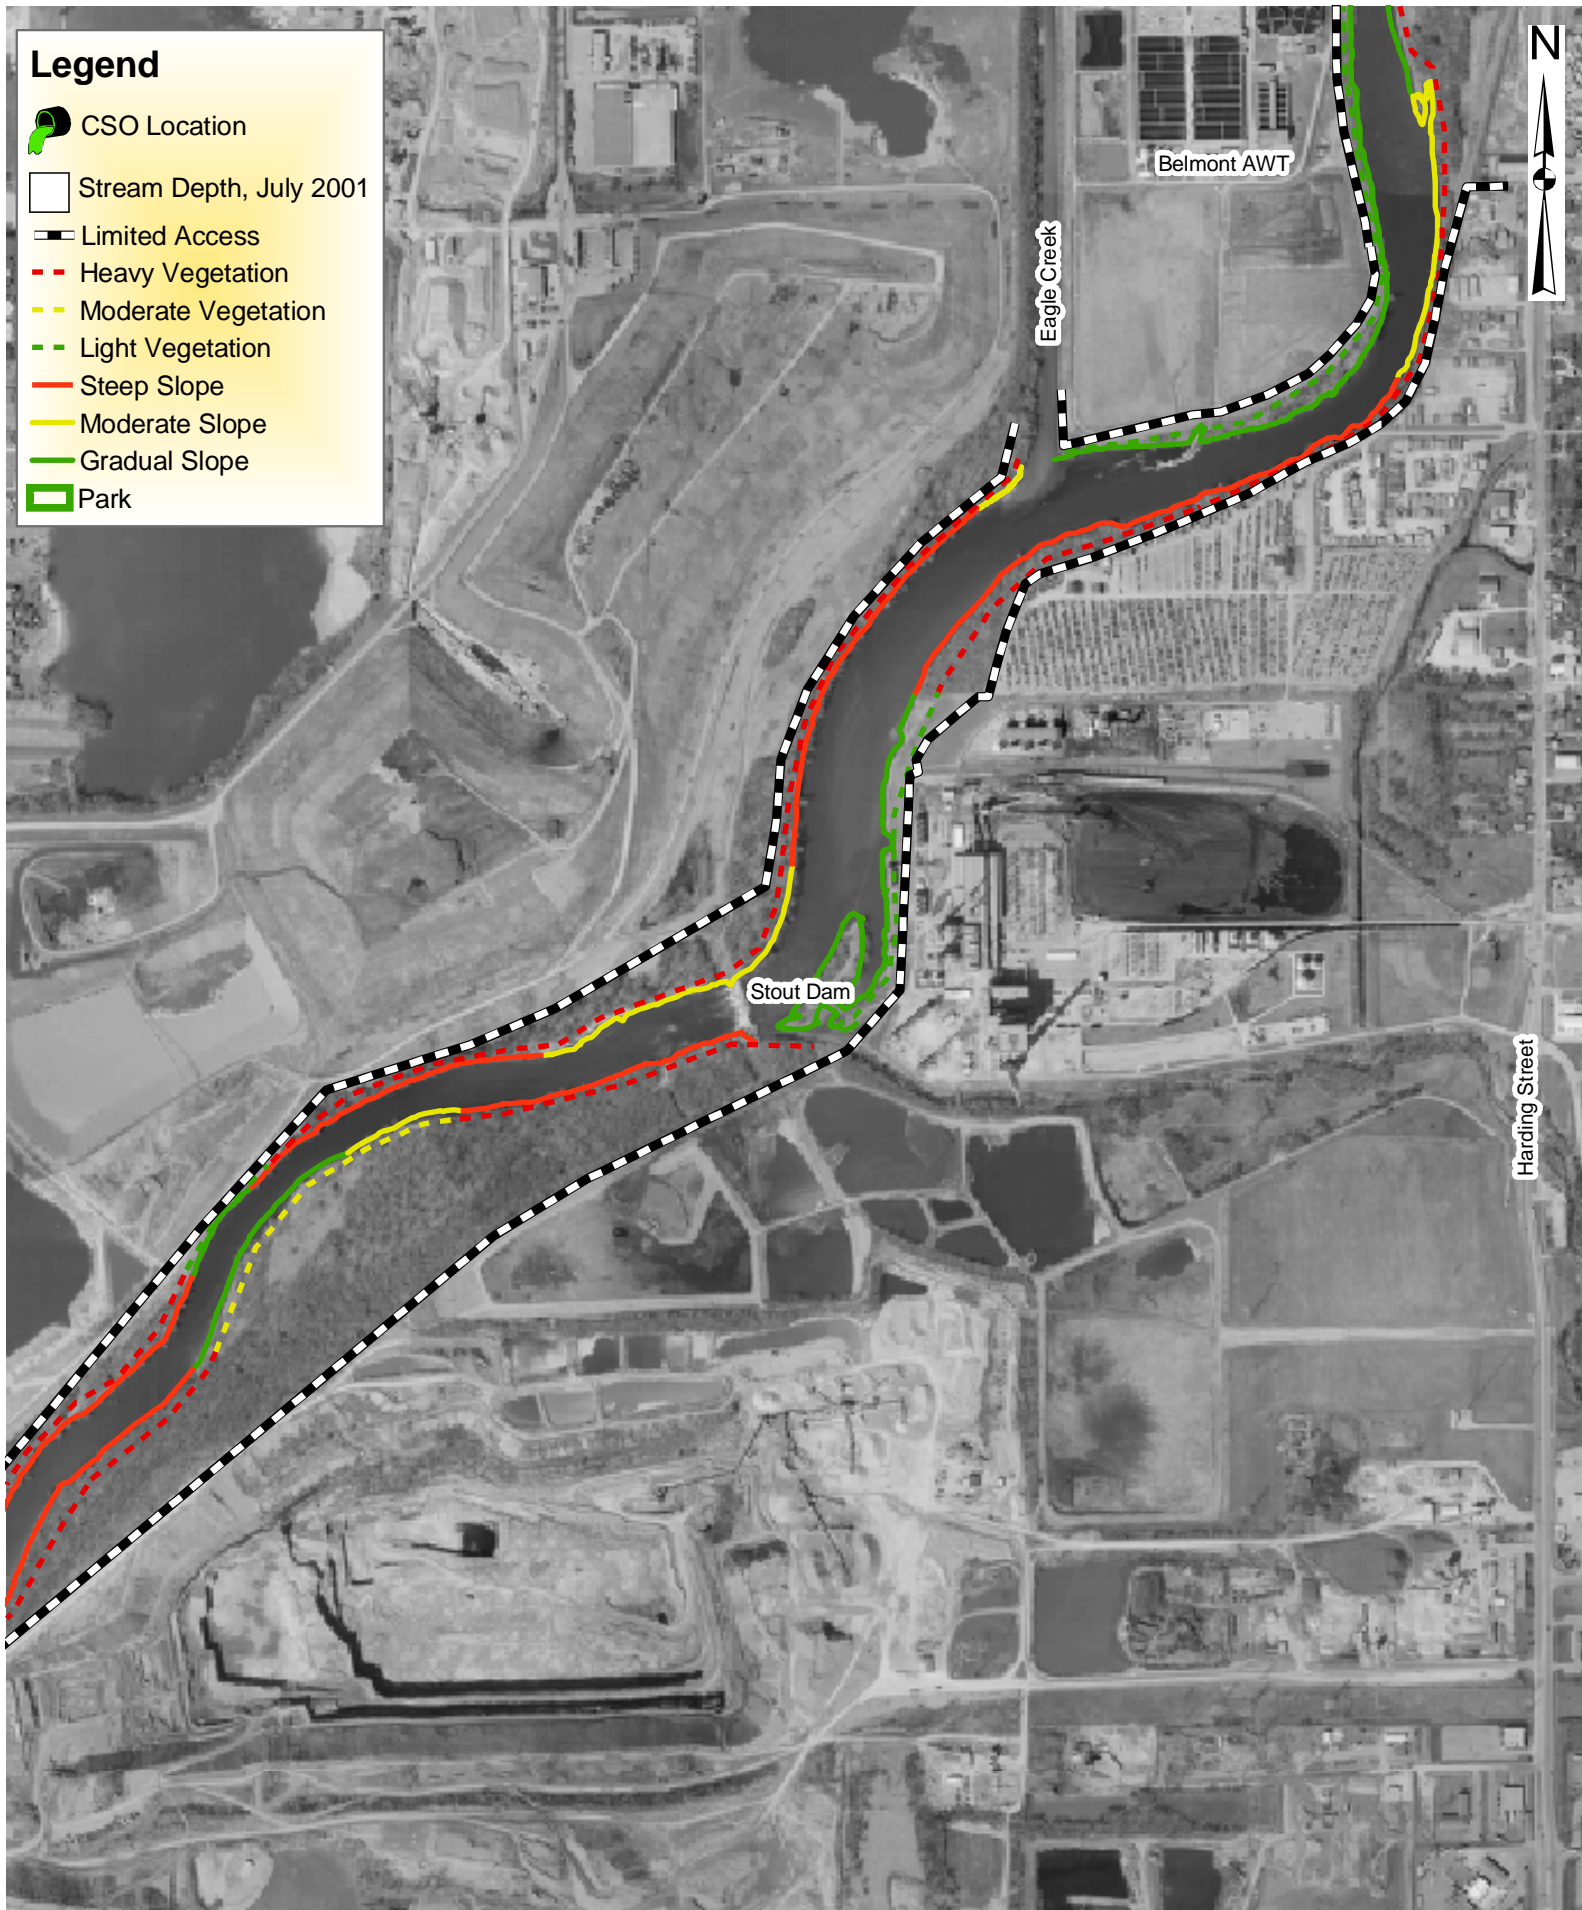 Legend
CSO Location
Stream Depth, July 2001
Limited Access
Heavy Vegetation
Moderate Vegetation
Light Vegetation
Steep Slope
Moderate Slope
Gradual Slope
Park
N
Belmont AWT
Eagle Creek
Stout Dam
Harding Street